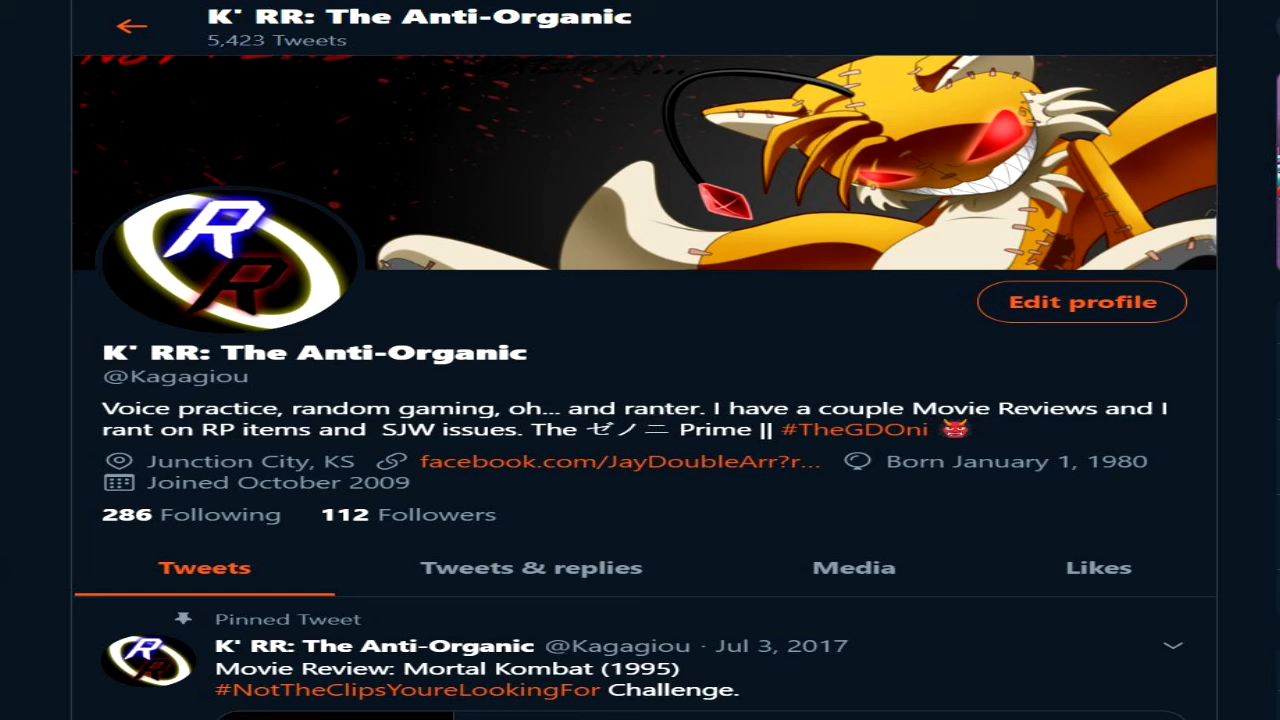 K' RR: The Anti-Organic
5,423 Tweets
R
R
Edit profile
K' RR: The Anti-Organic
@Kagagiou
Voice practice, random gaming, oh... and ranter. I have a couple Movie Reviews and I
rant on RP items and SJW issues. The ゼノニ Prime || #TheGDOni 👹
Junction City, KS facebook.com/JayDoubleArr?r... Born January 1, 1980
Joined October 2009
286 Following 112 Followers
Tweets Tweets & replies Media Likes
Pinned Tweet
K' RR: The Anti-Organic @Kagagiou · Jul 3, 2017
Movie Review: Mortal Kombat (1995)
#NotTheClipsYoureLookingFor Challenge.
R
R